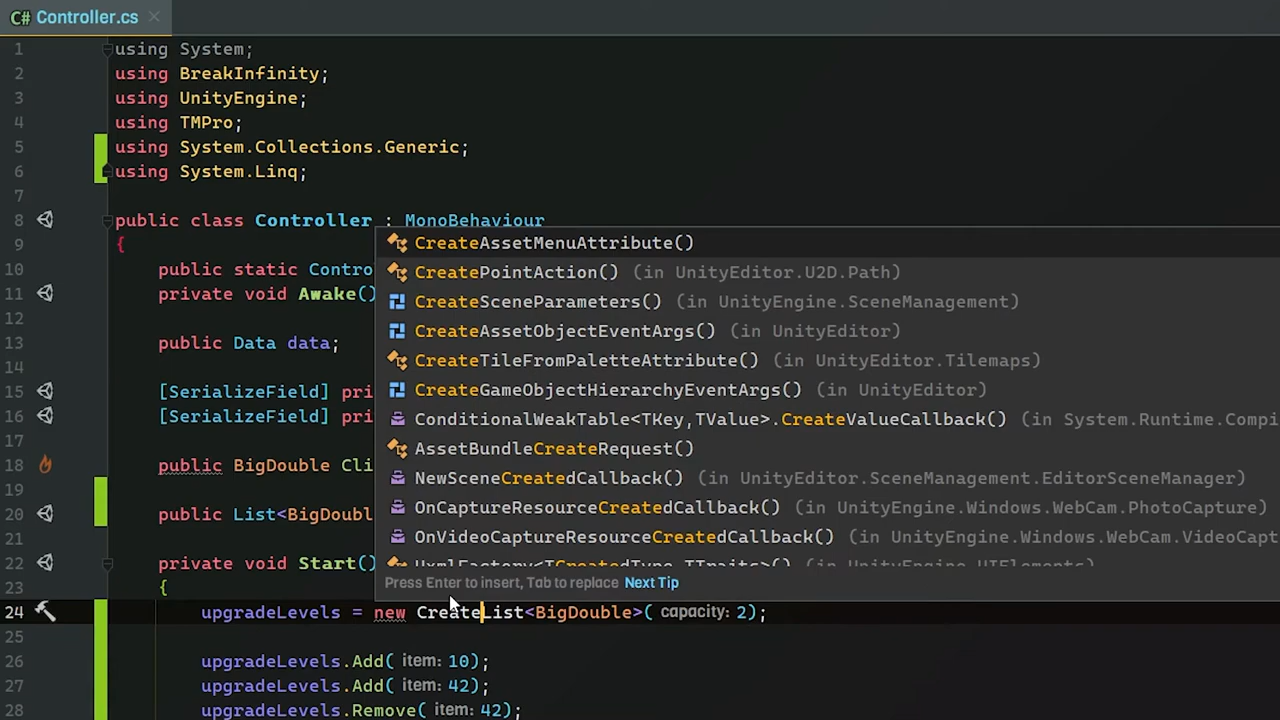 C# Controller.cs
1 using System;
2 using BreakInfinity;
3 using UnityEngine;
4 using TMPro;
5 using System.Collections.Generic;
6 using System.Linq;
7
8 public class Controller : MonoBehaviour
9 {
10 public static Contro
11 private void Awake()
12
13 public Data data;
14
15 [SerializeField] pri
16 [SerializeField] pri
17
18 public BigDouble Cli
19
20 public List<BigDoubl
21
22 private void Start()
23 {
CreateAssetMenuAttribute()
CreatePointAction() (in UnityEditor.U2D.Path)
CreateSceneParameters() (in UnityEngine.SceneManagement)
CreateAssetObjectEventArgs() (in UnityEditor)
CreateTileFromPaletteAttribute() (in UnityEditor.Tilemaps)
CreateGameObjectHierarchyEventArgs() (in UnityEditor)
ConditionalWeakTable<TKey,TValue>.CreateValueCallback() (in System.Runtime.Compi
AssetBundleCreateRequest()
NewSceneCreatedCallback() (in UnityEditor.SceneManagement.EditorSceneManager)
OnCaptureResourceCreatedCallback() (in UnityEngine.Windows.WebCam.PhotoCapture)
OnVideoCaptureResourceCreatedCallback() (in UnityEngine.Windows.WebCam.VideoCapt
UxmlFactory<TCreatedType,TTraits>() (in UnityEngine.UIElements)
Press Enter to insert, Tab to replace Next Tip
24 upgradeLevels = new CreateList<BigDouble>( capacity: 2);
25
26 upgradeLevels.Add( item: 10);
27 upgradeLevels.Add( item: 42);
28 upgradeLevels.Remove( item: 42);